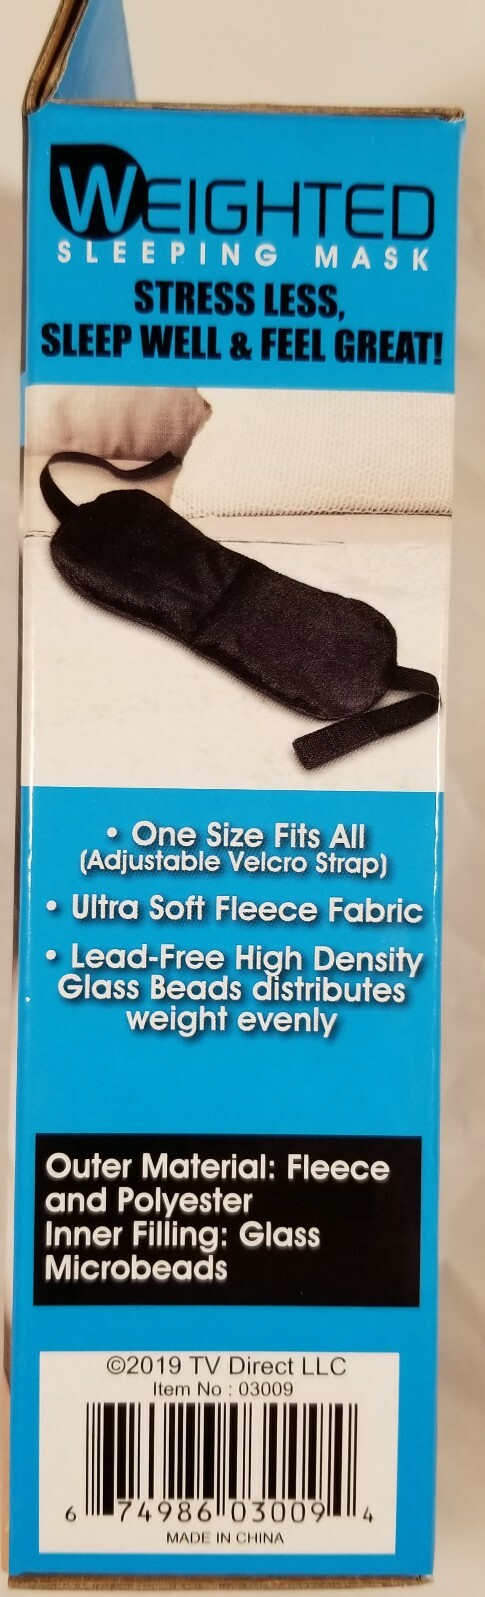 WEIGHTED
SLEEPING MASK
STRESS LESS,
SLEEP WELL & FEEL GREAT!
• One Size Fits All
(Adjustable Velcro Strap)
• Ultra Soft Fleece Fabric
• Lead-Free High Density
Glass Beads distributes
weight evenly
Outer Material: Fleece
and Polyester
Inner Filling: Glass
Microbeads
©2019 TV Direct LLC
Item No : 03009
6 74986 03009 4
MADE IN CHINA